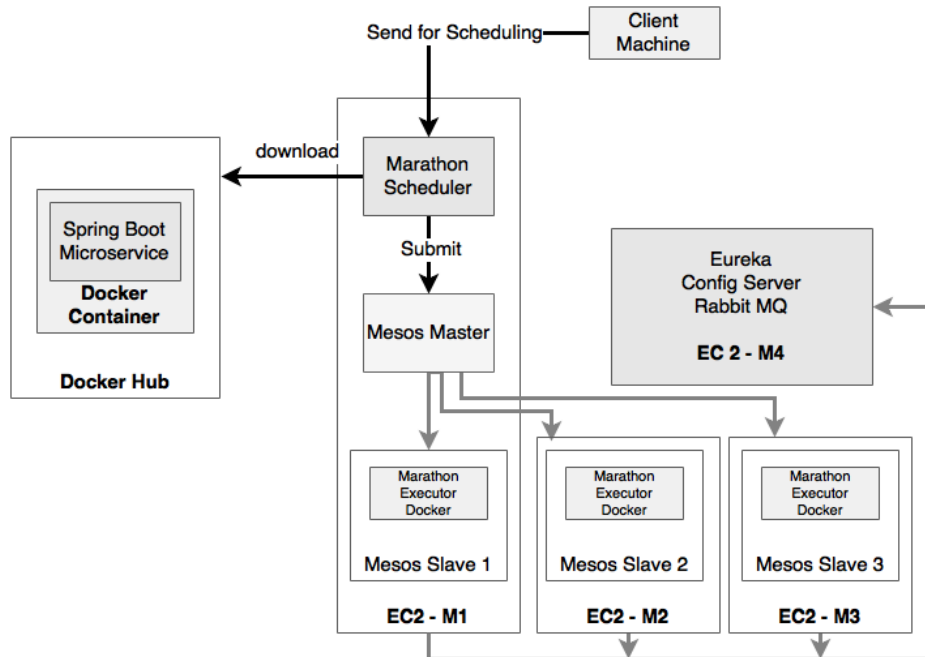 Client
Machine
Send for Scheduling
download
Marathon
Scheduler
Spring Boot
Microservice
Docker
Container
Docker Hub
Submit
Mesos Master
Eureka
Config Server
Rabbit MQ
EC 2 - M4
Marathon
Executor
Docker
Mesos Slave 1
EC2 - M1
Marathon
Executor
Docker
Mesos Slave 2
EC2 - M2
Marathon
Executor
Docker
Mesos Slave 3
EC2 - M3